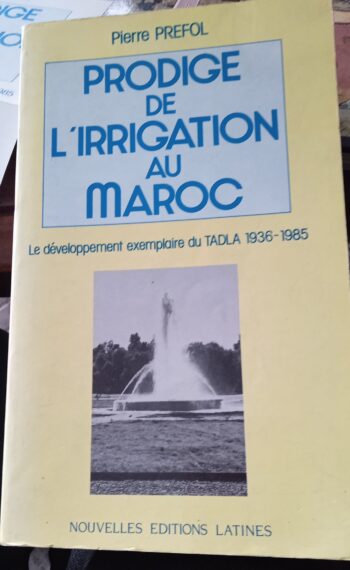 Pierre PREFOL
PRODIGE
DE
L'IRRIGATION
AU
MAROC
Le développement exemplaire du TADLA 1936-1985
NOUVELLES EDITIONS LATINES